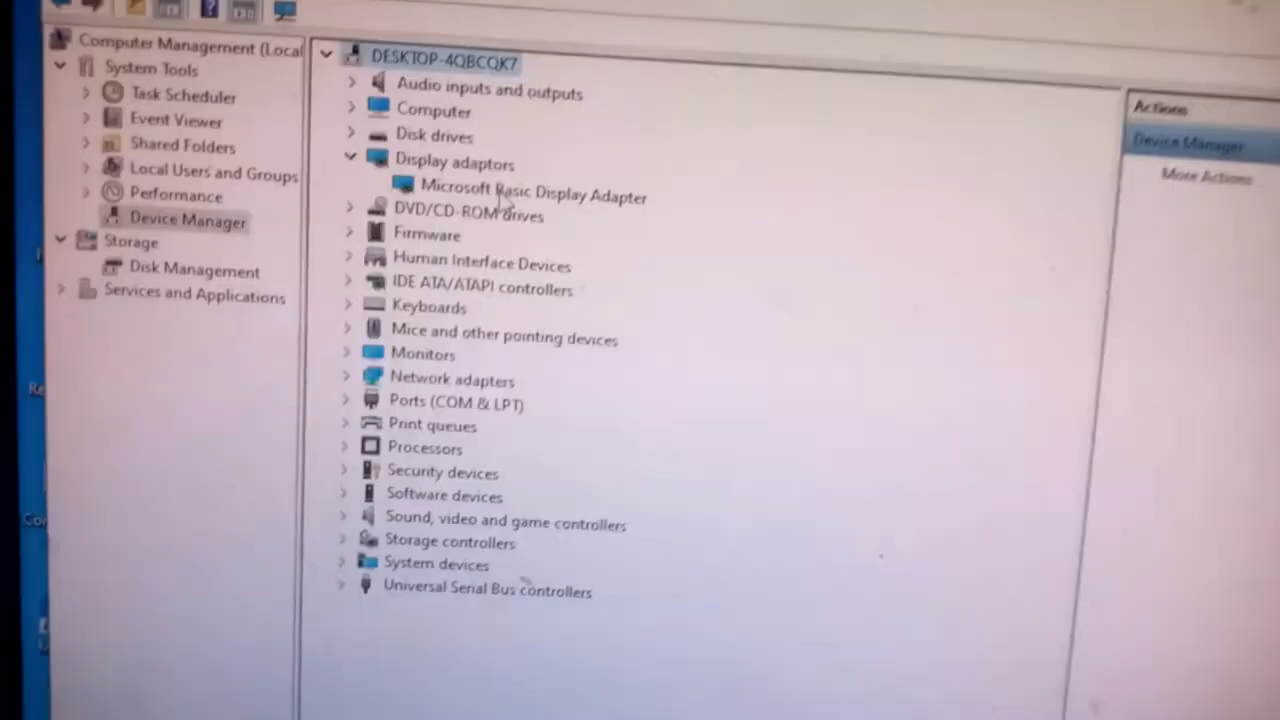 Computer Management (Local
System Tools
Task Scheduler
Event Viewer
Shared Folders
Local Users and Groups
Performance
Device Manager
Storage
Disk Management
Services and Applications
DESKTOP-4QBCQK7
Audio inputs and outputs
Computer
Disk drives
Display adaptors
Microsoft Basic Display Adapter
DVD/CD-ROM drives
Firmware
Human Interface Devices
IDE ATA/ATAPI controllers
Keyboards
Mice and other pointing devices
Monitors
Network adapters
Ports (COM & LPT)
Print queues
Processors
Security devices
Software devices
Sound, video and game controllers
Storage controllers
System devices
Universal Serial Bus controllers
Actions
Device Manager
More Actions
Re
Co